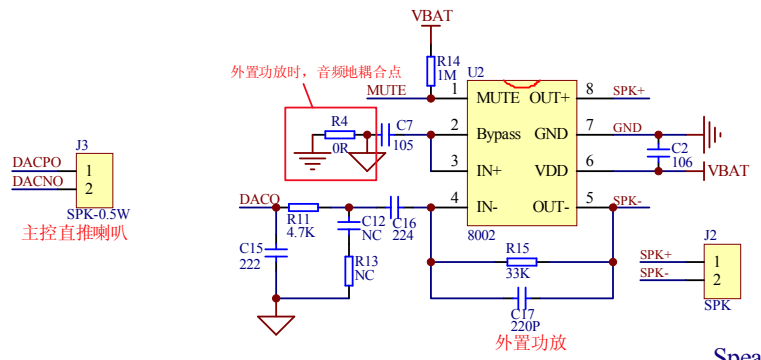 VBAT
外置功放时，音频地耦合点
R14
1M
U2
MUTE
1
MUTE
OUT+
8
SPK+
R4
0R
C7
105
2
Bypass
GND
7
GND
C2
106
3
IN+
VDD
6
VBAT
J3
DACPO
1
DACNO
2
SPK-0.5W
主控直推喇叭
DACO
R11
4.7K
C12
NC
C16
224
4
IN-
OUT-
5
SPK-
8002
C15
222
R13
NC
R15
33K
C17
220P
外置功放
J2
SPK+
1
SPK-
2
SPK
Spea